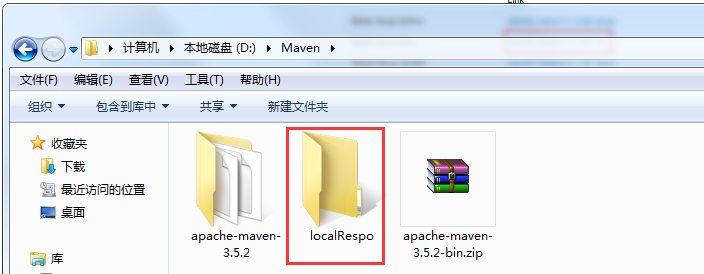 计算机 ▸ 本地磁盘 (D:) ▸ Maven ▸
文件(F) 编辑(E) 查看(V) 工具(T) 帮助(H)
组织 包含到库中 共享 新建文件夹
收藏夹
下载
最近访问的位置
桌面
库
apache-maven-
3.5.2
localRespo
apache-maven-
3.5.2-bin.zip